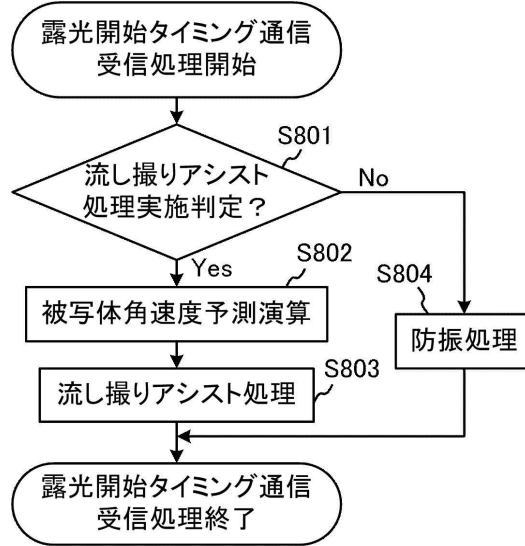 露光開始タイミング通信
受信処理開始
S801
流し撮りアシスト
処理実施判定?
No
Yes
S802
S804
被写体角速度予測演算
防振処理
S803
流し撮りアシスト処理
露光開始タイミング通信
受信処理終了